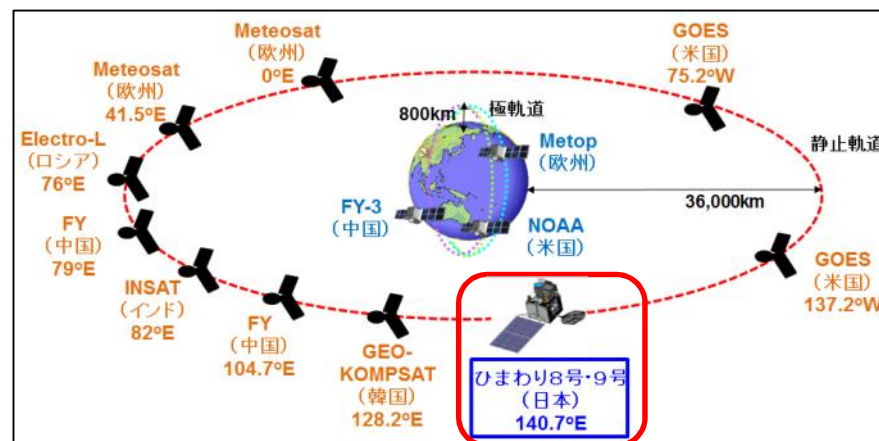 Meteosat
(欧州)
0°E
GOES
(米国)
75.2°W
Meteosat
(欧州)
41.5°E
800km
極軌道
Metop
(欧州)
静止軌道
Electro-L
(ロシア)
76°E
36,000km
FY-3
(中国)
NOAA
(米国)
FY
(中国)
79°E
GOES
(米国)
137.2°W
INSAT
(インド)
82°E
FY
(中国)
104.7°E
GEO-
KOMPSAT
(韓国)
128.2°E
ひまわり8号・9号
(日本)
140.7°E